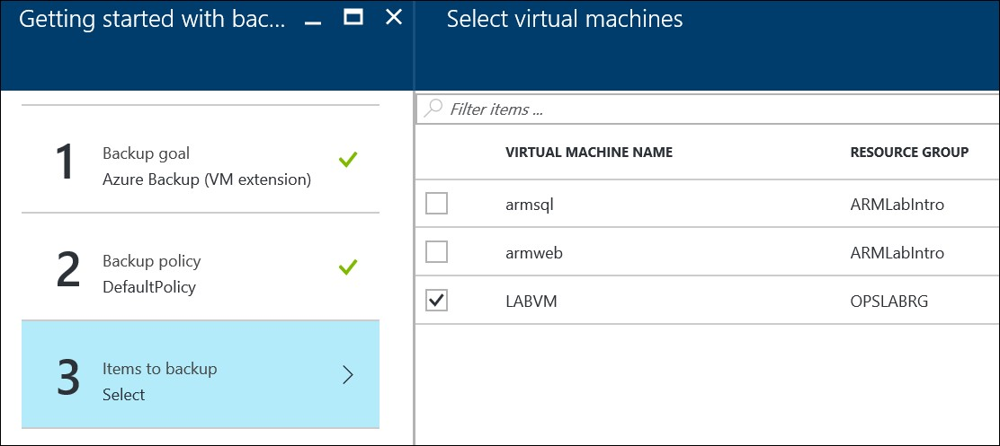 Getting started with bac...
1
Backup goal
Azure Backup (VM extension)
2
Backup policy
DefaultPolicy
3
Items to backup
Select
Select virtual machines
Filter items ...
VIRTUAL MACHINE NAME RESOURCE GROUP
armsql ARMLabIntro
armweb ARMLabIntro
LABVM OPSLABRG